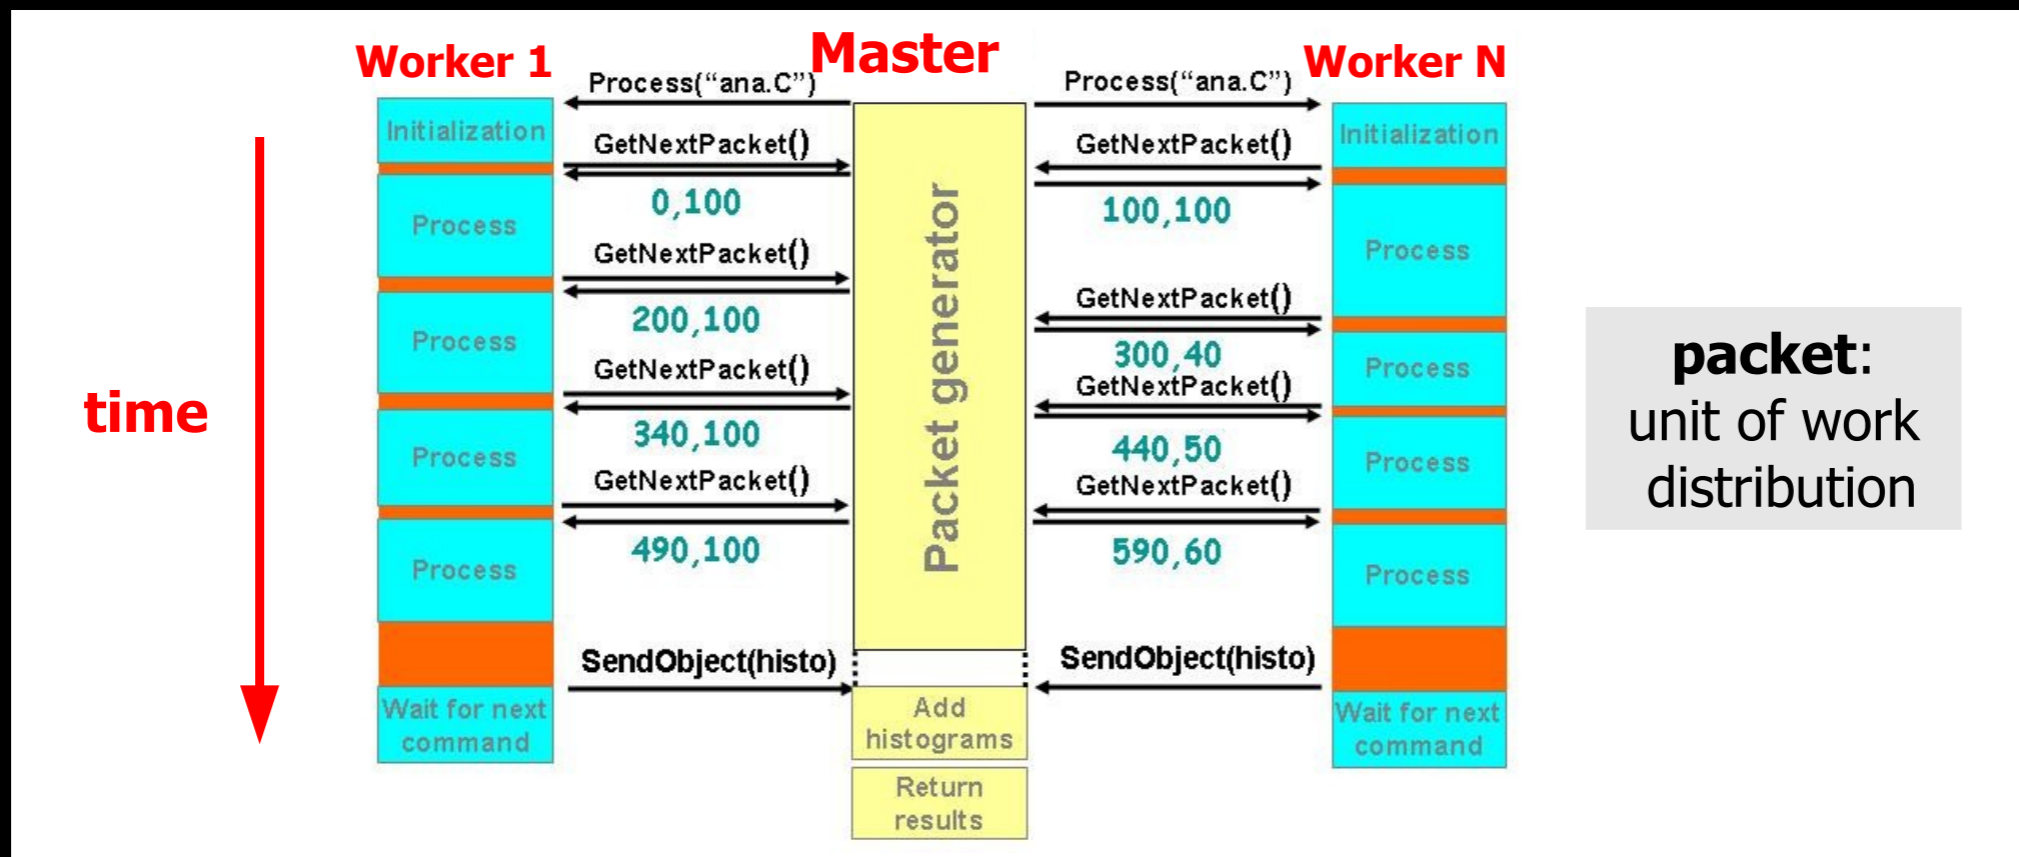 Worker 1
Master
Worker N
Process(“ana.C”)
Process(“ana.C”)
Initialization
GetNextPacket()
GetNextPacket()
Initialization
0,100
100,100
Process
GetNextPacket()
Process
200,100
GetNextPacket()
300,40
Process
GetNextPacket()
GetNextPacket()
Process
340,100
440,50
Process
GetNextPacket()
GetNextPacket()
Process
490,100
590,60
Process
Process
Packet generator
SendObject(histo)
SendObject(histo)
Wait for next
command
Add
histograms
Wait for next
command
Return
results
time
packet:
unit of work
distribution